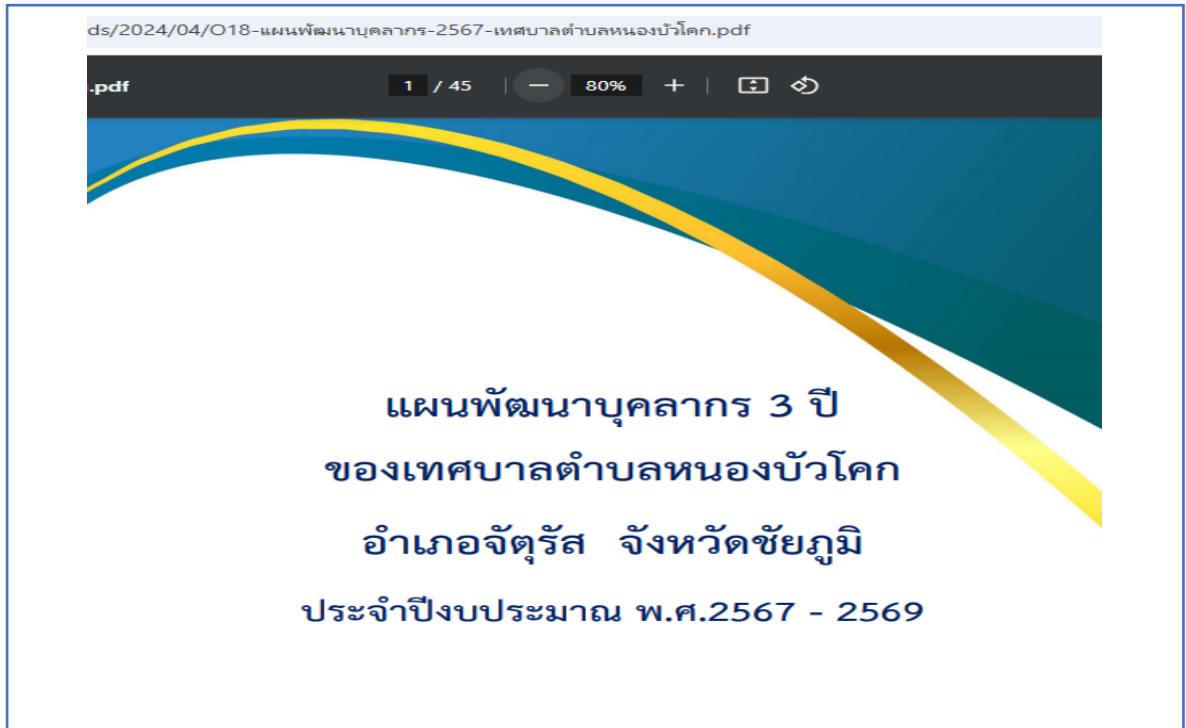 ds/2024/04/O18-แผนพัฒนาบุคลากร-2567-เทศบาลตำบลหนองบัวโคก.pdf
.pdf 1 / 45 | — 80% + |
แผนพัฒนาบุคลากร 3 ปี
ของเทศบาลตำบลหนองบัวโคก
อำเภอจัตุรัส จังหวัดชัยภูมิ
ประจำปีงบประมาณ พ.ศ.2567 - 2569